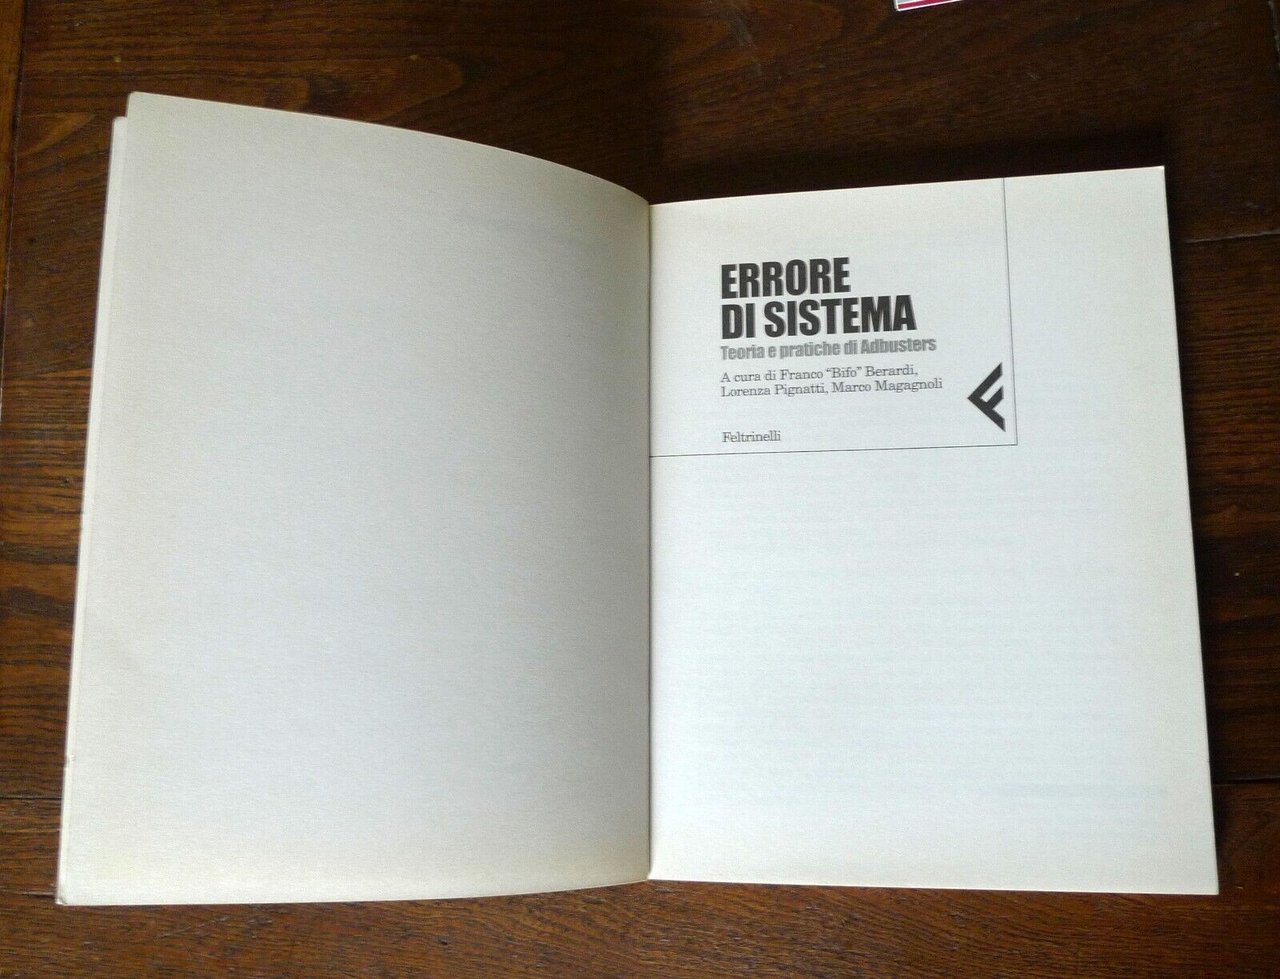 ERRORE
DI SISTEMA
Teoria e pratiche di Adbusters
A cura di Franco “Bifo” Berardi,
Lorenza Pignatti, Marco Magagnoli
Feltrinelli